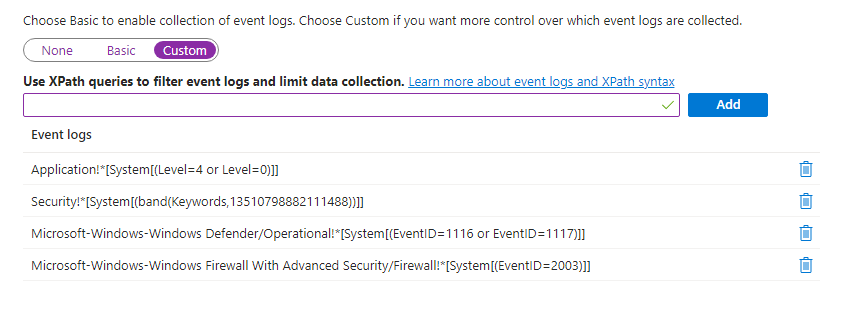 Choose Basic to enable collection of event logs. Choose Custom if you want more control over which event logs are collected.
None Basic Custom
Use XPath queries to filter event logs and limit data collection. Learn more about event logs and XPath syntax
Add
Event logs
Application!*[System[(Level=4 or Level=0)]]
Security!*[System[(band(Keywords,13510798882111488))]]
Microsoft-Windows-Windows Defender/Operational!*[System[(EventID=1116 or EventID=1117)]]
Microsoft-Windows-Windows Firewall With Advanced Security/Firewall!*[System[(EventID=2003)]]